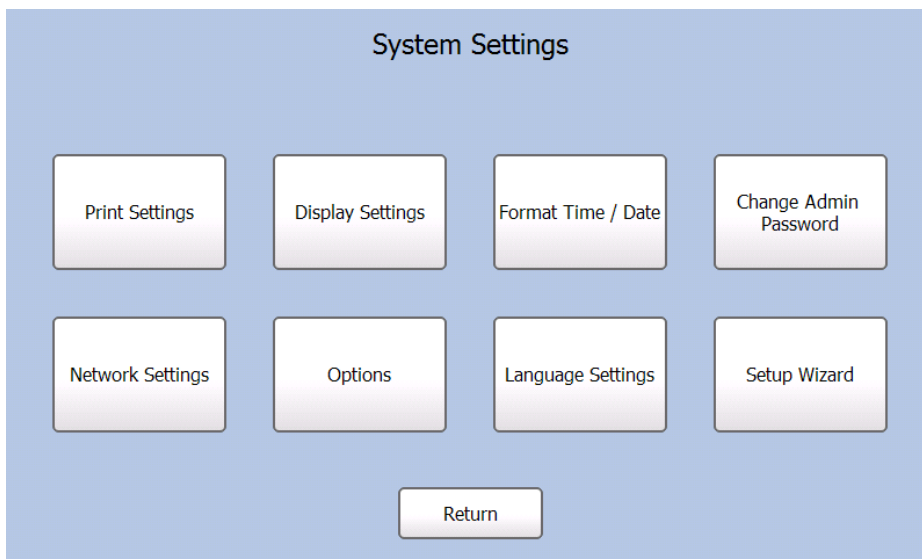 System Settings
Print Settings
Display Settings
Format Time / Date
Change Admin
Password
Network Settings
Options
Language Settings
Setup Wizard
Return